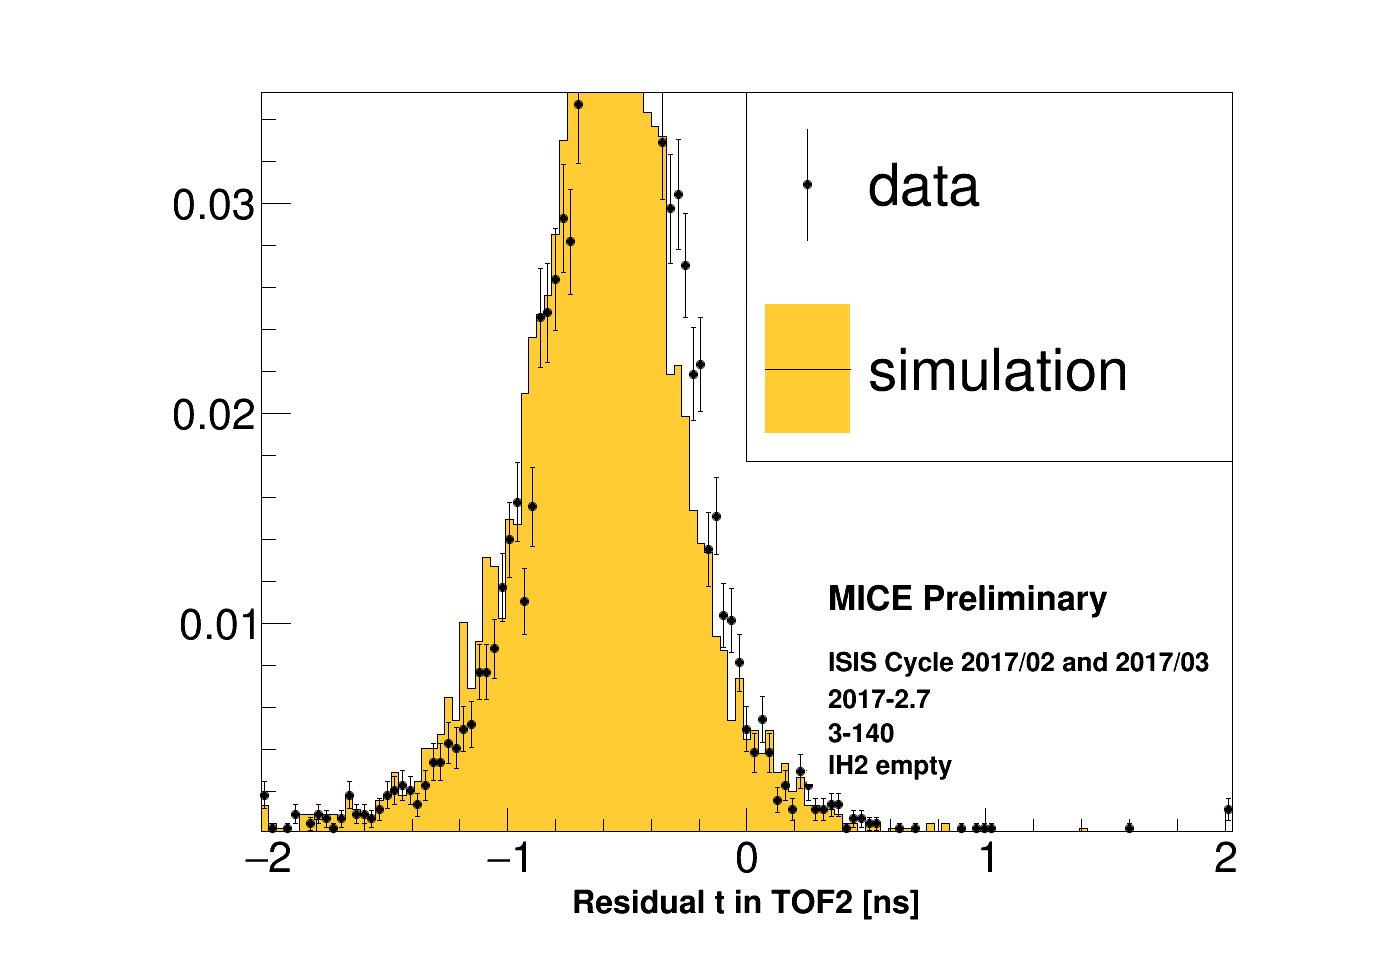 data
0.03
simulation
0.02
MICE Preliminary
0.01
ISIS Cycle 2017/02 and 2017/03
2017-2.7
3-140
IH2 empty
−2 −1 0 1 2
Residual t in TOF2 [ns]